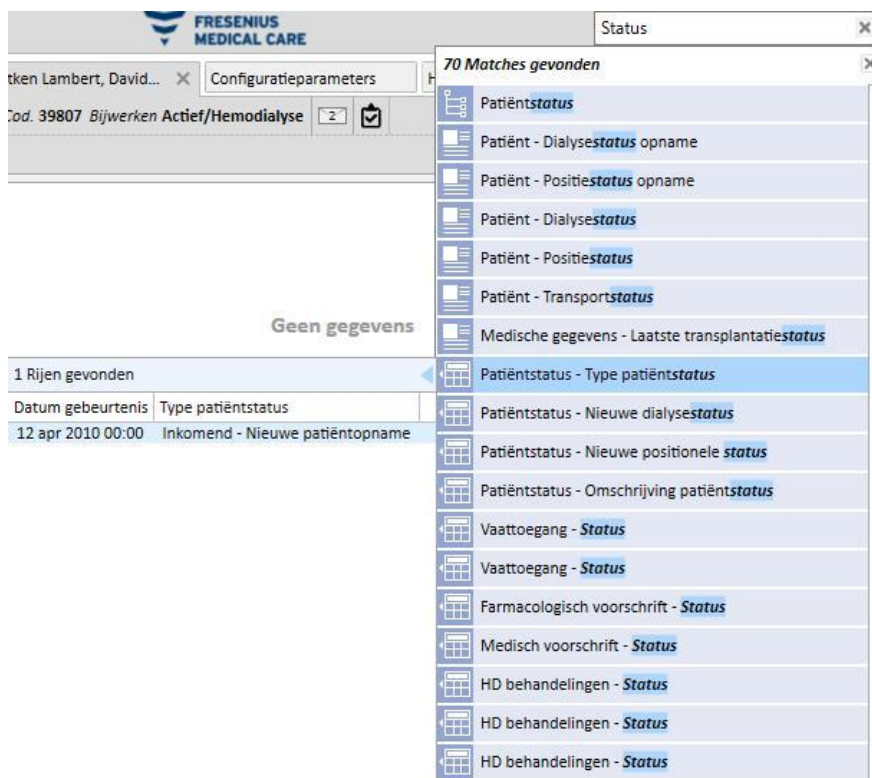 FRESENIUS
MEDICAL CARE
Status
70 Matches gevonden
tken Lambert, David...
Configuratieparameters
H
Cod. 39807 Bijwerken Actief/Hemodialyse
2
Patiëntstatus
Patiënt - Dialysestatus opname
Patiënt - Positiestatus opname
Patiënt - Dialysestatus
Patiënt - Positiestatus
Patiënt - Transportstatus
Medische gegevens - Laatste transplantatiestatus
Patiëntstatus - Type patiëntstatus
Patiëntstatus - Nieuwe dialysestatus
Patiëntstatus - Nieuwe positionele status
Patiëntstatus - Omschrijving patiëntstatus
Vaattoegang - Status
Vaattoegang - Status
Farmacologisch voorschrift - Status
Medisch voorschrift - Status
HD behandelingen - Status
HD behandelingen - Status
HD behandelingen - Status
Geen gegevens
1 Rijen gevonden
Datum gebeurtenis Type patiëntstatus
12 apr 2010 00:00 Inkomend - Nieuwe patiëntopname